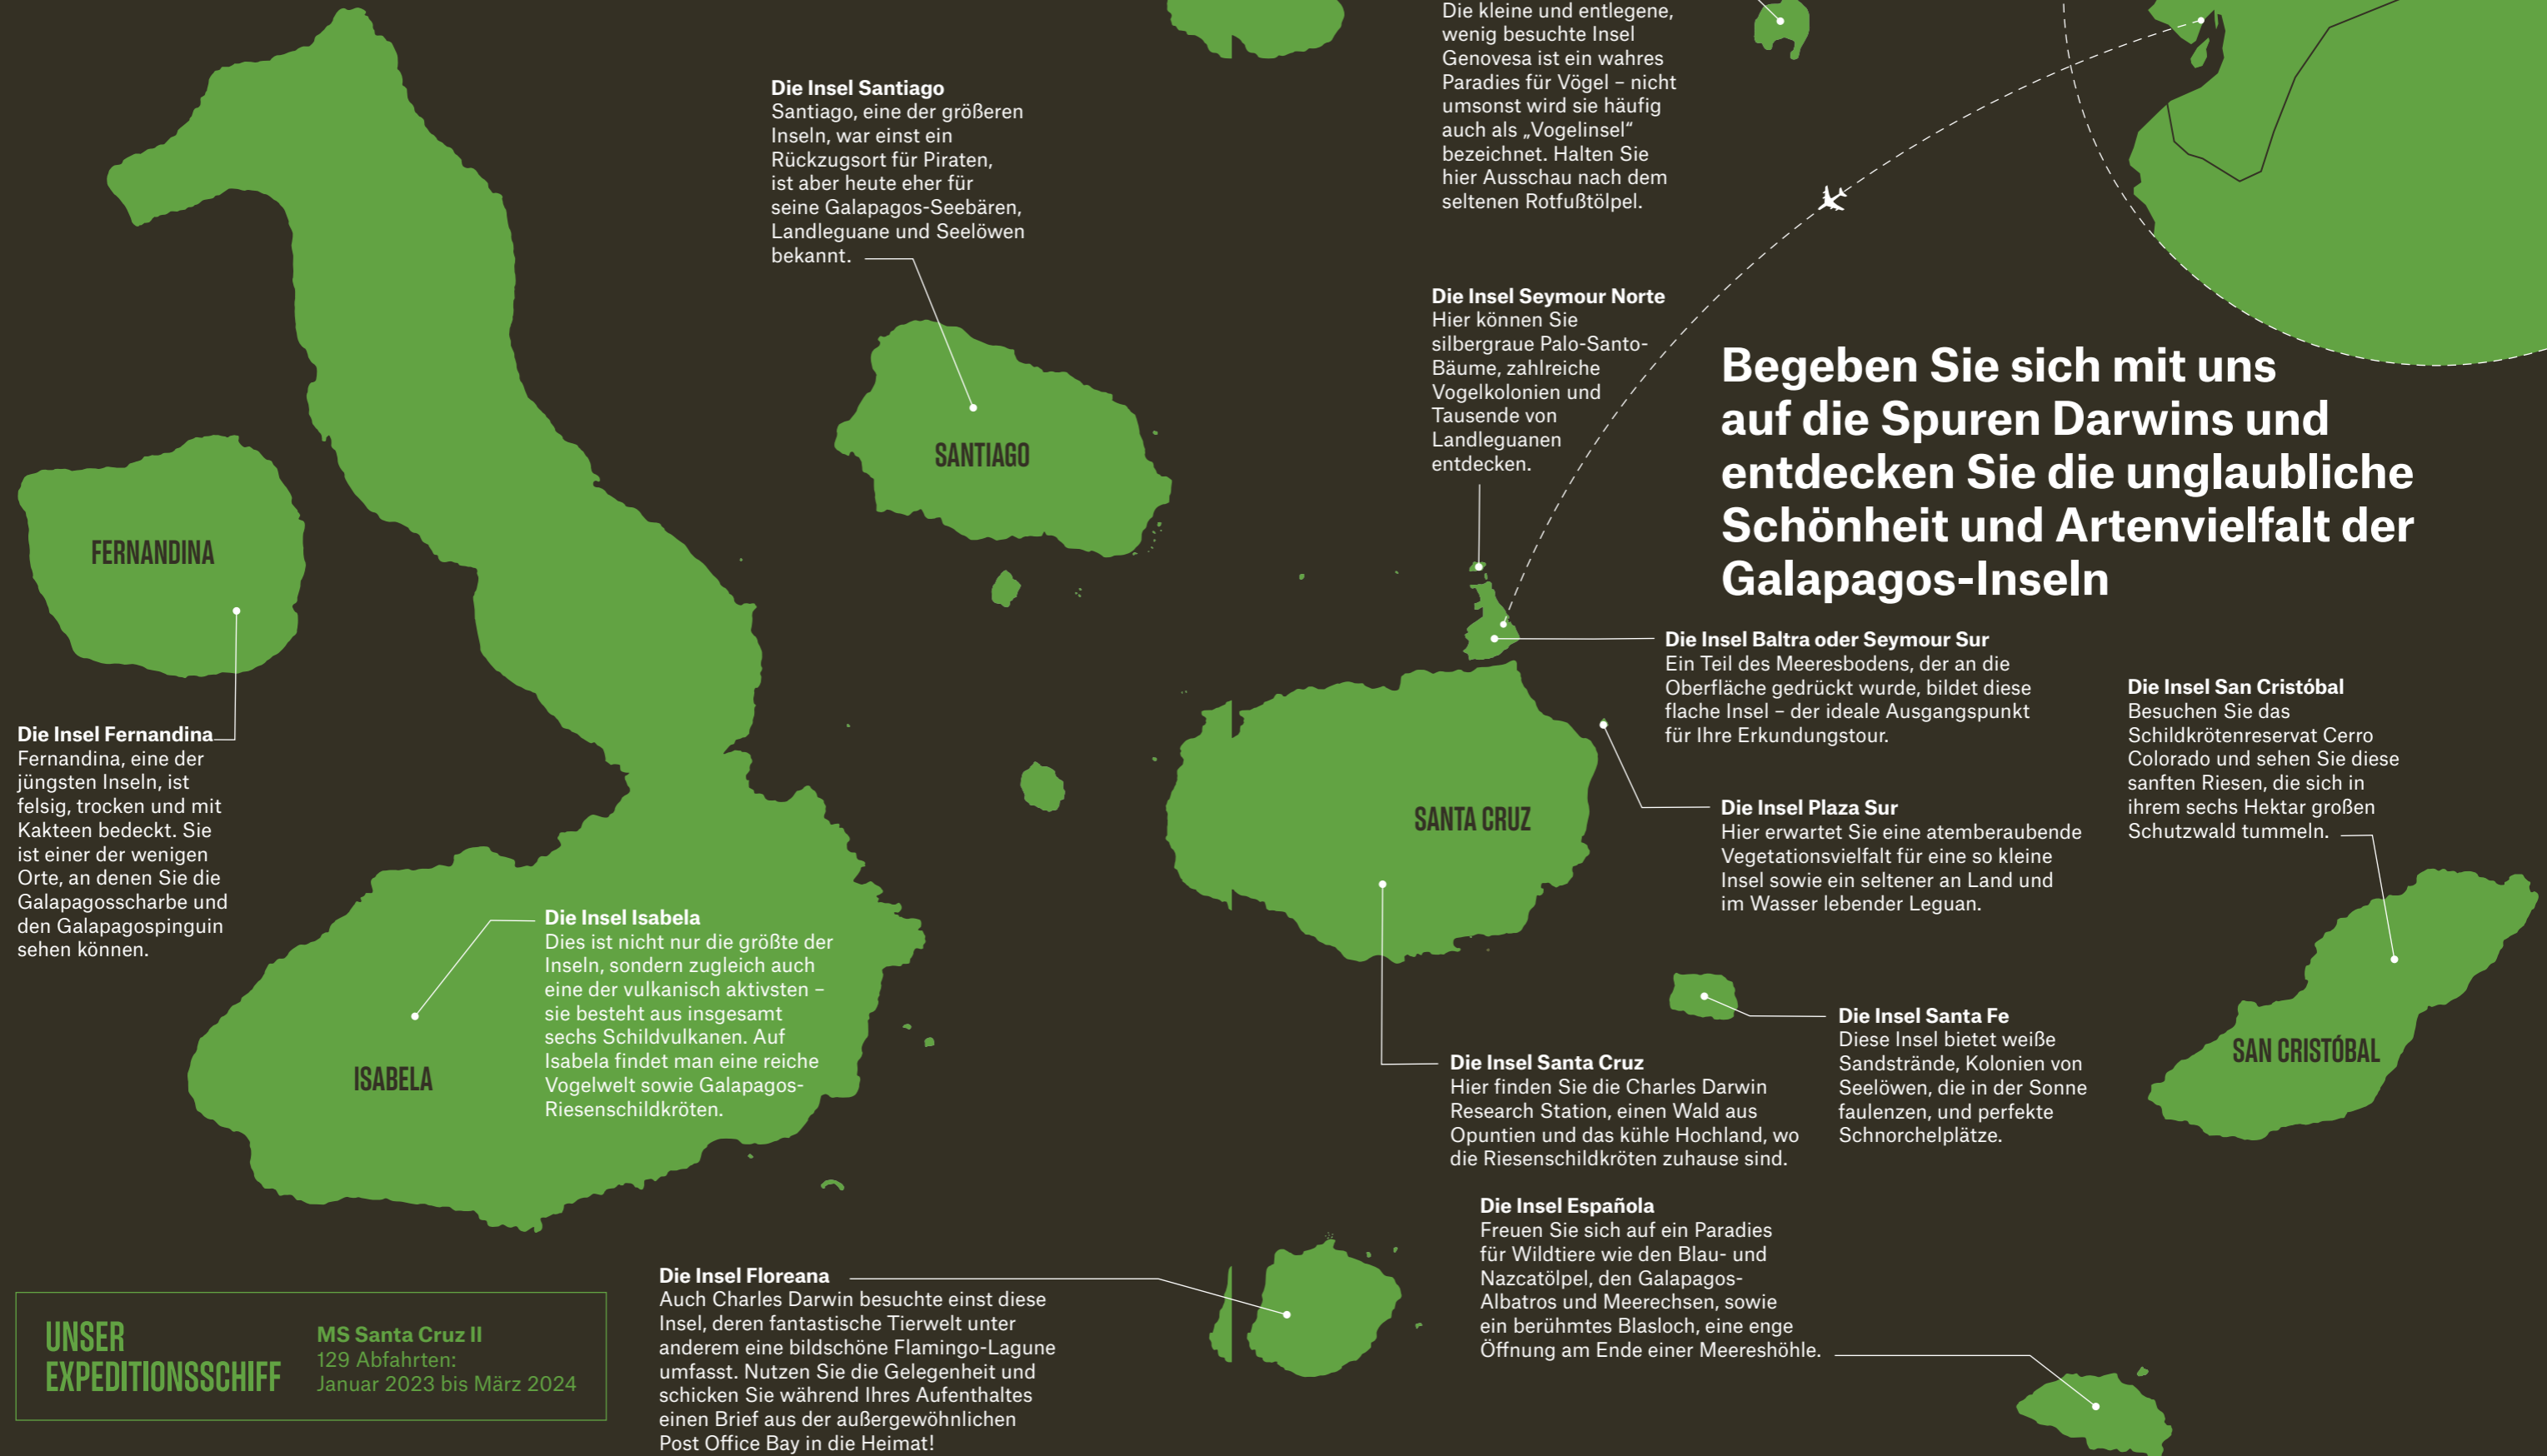 Die kleine und entlegene,
wenig besuchte Insel
Genovesa ist ein wahres
Paradies für Vögel – nicht
umsonst wird sie häufig
auch als „Vogelinsel“
bezeichnet. Halten Sie
hier Ausschau nach dem
seltenen Rotfußtölpel.
Die Insel Santiago
Santiago, eine der größeren
Inseln, war einst ein
Rückzugsort für Piraten,
ist aber heute eher für
seine Galapagos-Seebären,
Landleguane und Seelöwen
bekannt.
SANTIAGO
Die Insel Seymour Norte
Hier können Sie
silbergraue Palo-Santo-
Bäume, zahlreiche
Vogelkolonien und
Tausende von
Landleguanen
entdecken.
Begeben Sie sich mit uns
auf die Spuren Darwins und
entdecken Sie die unglaubliche
Schönheit und Artenvielfalt der
Galapagos-Inseln
FERNANDINA
Die Insel Fernandina
Fernandina, eine der
jüngsten Inseln, ist
felsig, trocken und mit
Kakteen bedeckt. Sie
ist einer der wenigen
Orte, an denen Sie die
Galapagosscharbe und
den Galapagospinguin
sehen können.
Die Insel Baltra oder Seymour Sur
Ein Teil des Meeresbodens, der an die
Oberfläche gedrückt wurde, bildet diese
flache Insel – der ideale Ausgangspunkt
für Ihre Erkundungstour.
Die Insel San Cristóbal
Besuchen Sie das
Schildkrötenreservat Cerro
Colorado und sehen Sie diese
sanften Riesen, die sich in
ihrem sechs Hektar großen
Schutzwald tummeln.
SANTA CRUZ
Die Insel Plaza Sur
Hier erwartet Sie eine atemberaubende
Vegetationsvielfalt für eine so kleine
Insel sowie ein seltener an Land und
im Wasser lebender Leguan.
Die Insel Isabela
Dies ist nicht nur die größte der
Inseln, sondern zugleich auch
eine der vulkanisch aktivsten –
sie besteht aus insgesamt
sechs Schildvulkanen. Auf
Isabela findet man eine reiche
Vogelwelt sowie Galapagos-
Riesenschildkröten.
ISABELA
Die Insel Santa Cruz
Hier finden Sie die Charles Darwin
Research Station, einen Wald aus
Opuntien und das kühle Hochland, wo
die Riesenschildkröten zuhause sind.
Die Insel Santa Fe
Diese Insel bietet weiße
Sandstrände, Kolonien von
Seelöwen, die in der Sonne
faulenzen, und perfekte
Schnorchelplätze.
SAN CRISTÓBAL
Die Insel Española
Freuen Sie sich auf ein Paradies
für Wildtiere wie den Blau- und
Nazcatölpel, den Galapagos-
Albatros und Meerechsen, sowie
ein berühmtes Blasloch, eine enge
Öffnung am Ende einer Meereshöhle.
Die Insel Floreana
Auch Charles Darwin besuchte einst diese
Insel, deren fantastische Tierwelt unter
anderem eine bildschöne Flamingo-Lagune
umfasst. Nutzen Sie die Gelegenheit und
schicken Sie während Ihres Aufenthaltes
einen Brief aus der außergewöhnlichen
Post Office Bay in die Heimat!
UNSER
EXPEDITIONSSCHIFF
MS Santa Cruz II
129 Abfahrten:
Januar 2023 bis März 2024